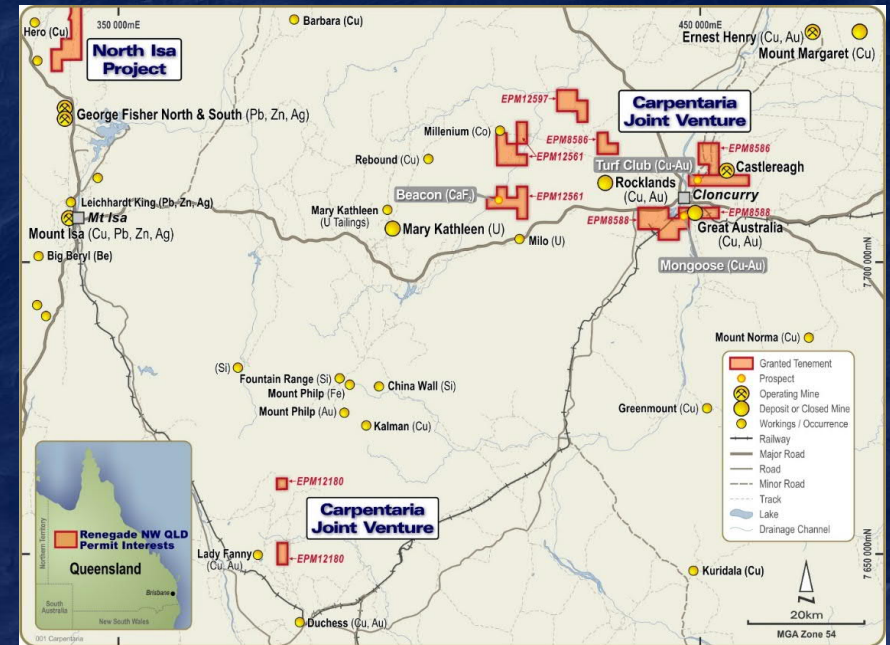 350 000mE
450 000mE
Hero (Cu)
Barbara (Cu)
Ernest Henry (Cu, Au)
Mount Margaret (Cu)
North Isa
Project
George Fisher North & South (Pb, Zn, Ag)
EPM12597
Carpentaria
Joint Venture
Millenium (Co)
EPM8586
EPM8586
EPM12561
Rebound (Cu)
Turf Club (Cu-Au)
Castlereagh
Rocklands
(Cu, Au)
Beacon (CaF₂)
EPM12561
Cloncurry
Leichhardt King (Pb, Zn, Ag)
Mt Isa
Mount Isa (Cu, Pb, Zn, Ag)
Mary Kathleen
(U Tailings)
Mary Kathleen (U)
EPM8588
EPM8588
Great Australia
(Cu, Au)
Milo (U)
Big Beryl (Be)
Mongoose (Cu-Au)
7 700 000mN
Mount Norma (Cu)
(Si)
Fountain Range (Si)
Mount Philp (Fe)
China Wall (Si)
Mount Philp (Au)
Kalman (Cu)
Greenmount (Cu)
Granted Tenement
Prospect
Operating Mine
Deposit or Closed Mine
Workings / Occurrence
Railway
Major Road
Road
Minor Road
Track
Lake
Drainage Channel
EPM12180
Carpentaria
Joint Venture
EPM12180
Lady Fanny
(Cu, Au)
Duchess (Cu, Au)
Kuridala (Cu)
7 650 000mN
N
20km
MGA Zone 54
Northern Territory
Renegade NW QLD
Permit Interests
Queensland
Brisbane
South
Australia
New South Wales
001 Carpentaria